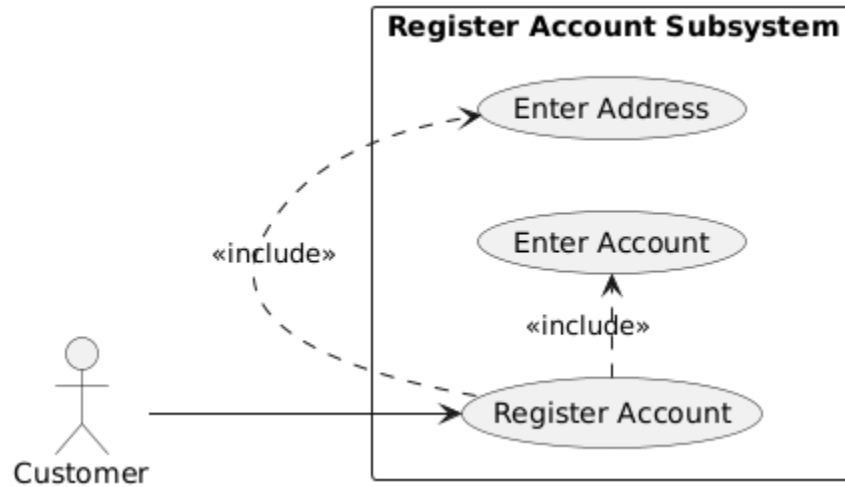 Register Account Subsystem
Enter Address
Enter Account
«include»
«include»
Register Account
Customer